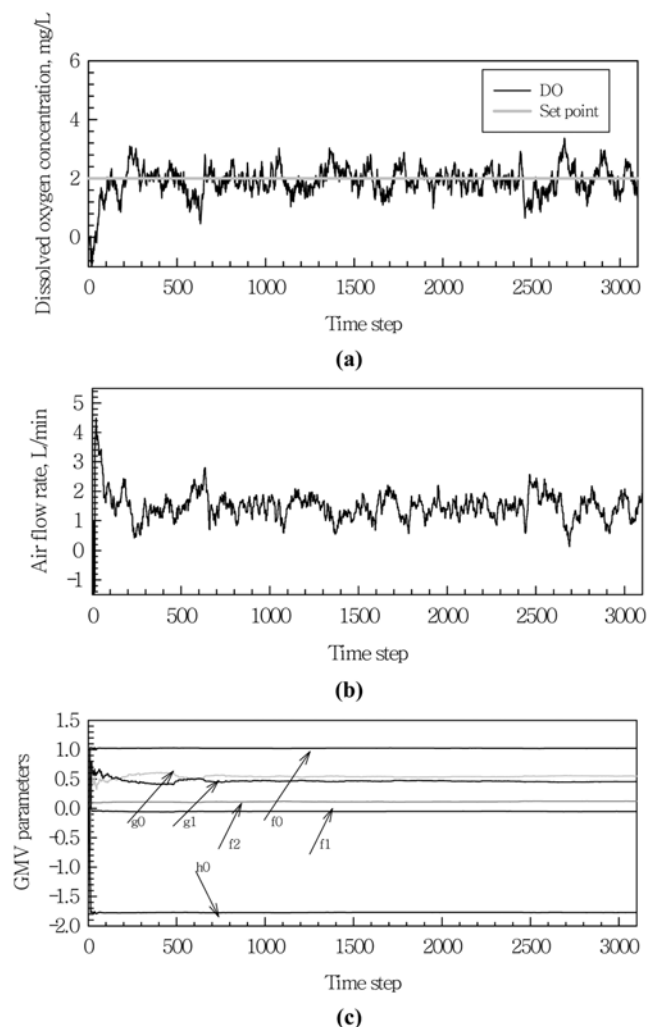 Dissolved oxygen concentration, mg/L
6
4
2
0
DO
Set point
0 500 1000 1500 2000 2500 3000
Time step
(a)
Air flow rate, L/min
5
4
3
2
1
0
-1
0 500 1000 1500 2000 2500 3000
Time step
(b)
GMV parameters
1.5
1.0
0.5
0.0
-0.5
-1.0
-1.5
-2.0
g0 g1 f0
f2 f1
h0
0 500 1000 1500 2000 2500 3000
Time step
(c)